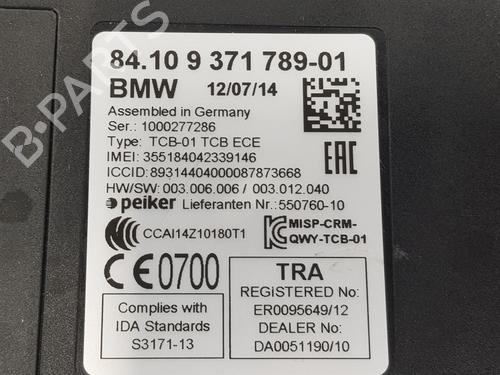 84.10 9 371 789-01
BMW 12/07/14
Assembled in Germany
Ser.: 1000277286
Type: TCB-01 TCB ECE
IMEI: 355184042339146
ICCID: 89314404000087873668
HW/SW: 003.006.006 / 003.012.040
peiker Lieferanten Nr.: 550760-10
CCAI14Z10180T1
MISP-CRM-
QWY-TCB-01
CE0700
EAC
Complies with
IDA Standards
S3171-13
TRA
REGISTERED No:
ER0095649/12
DEALER No:
DA0051190/10
B-PARTS